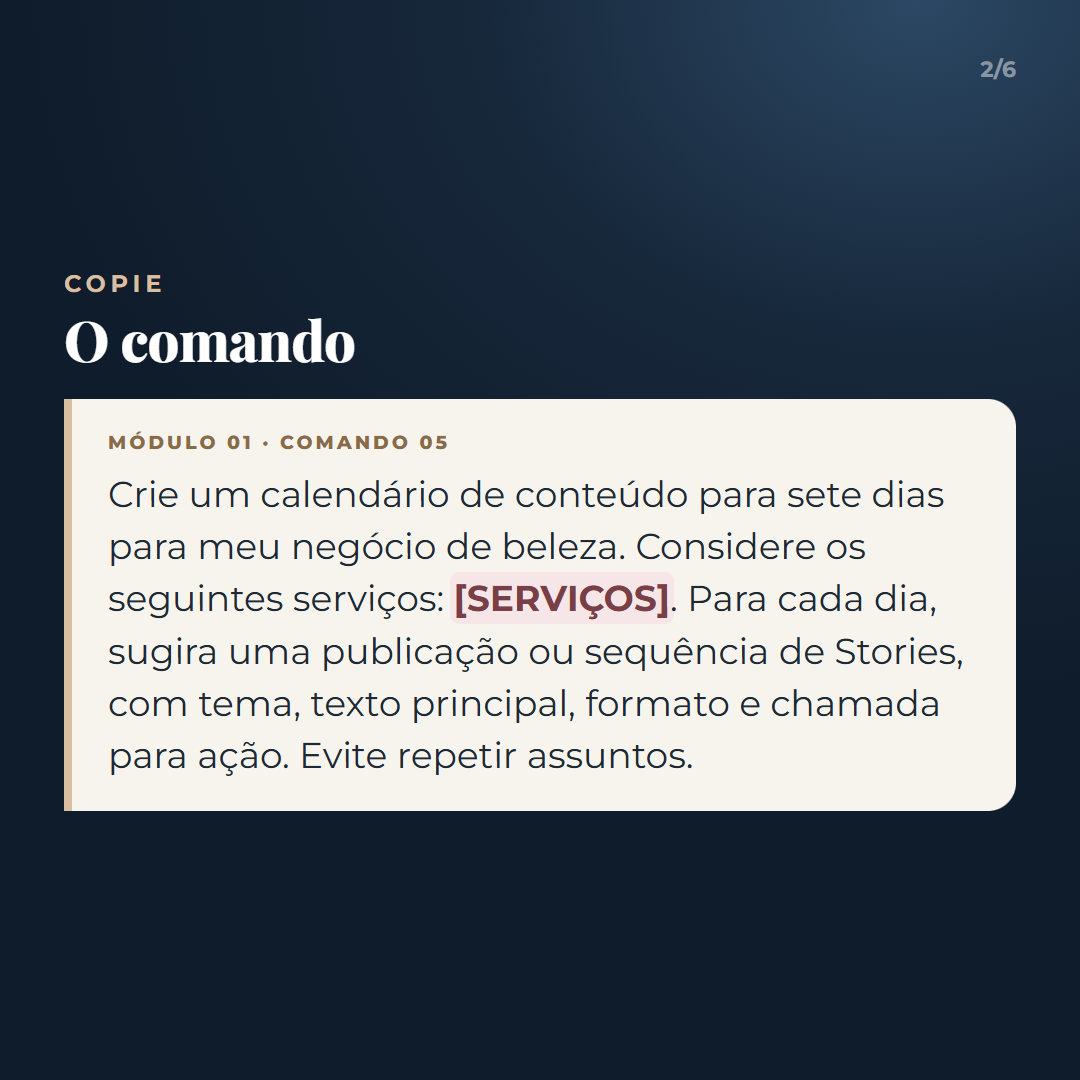 2/6
COPIE
O comando
MÓDULO 01 · COMANDO 05
Crie um calendário de conteúdo para sete dias
para meu negócio de beleza. Considere os
seguintes serviços: [SERVIÇOS]. Para cada dia,
sugira uma publicação ou sequência de Stories,
com tema, texto principal, formato e chamada
para ação. Evite repetir assuntos.